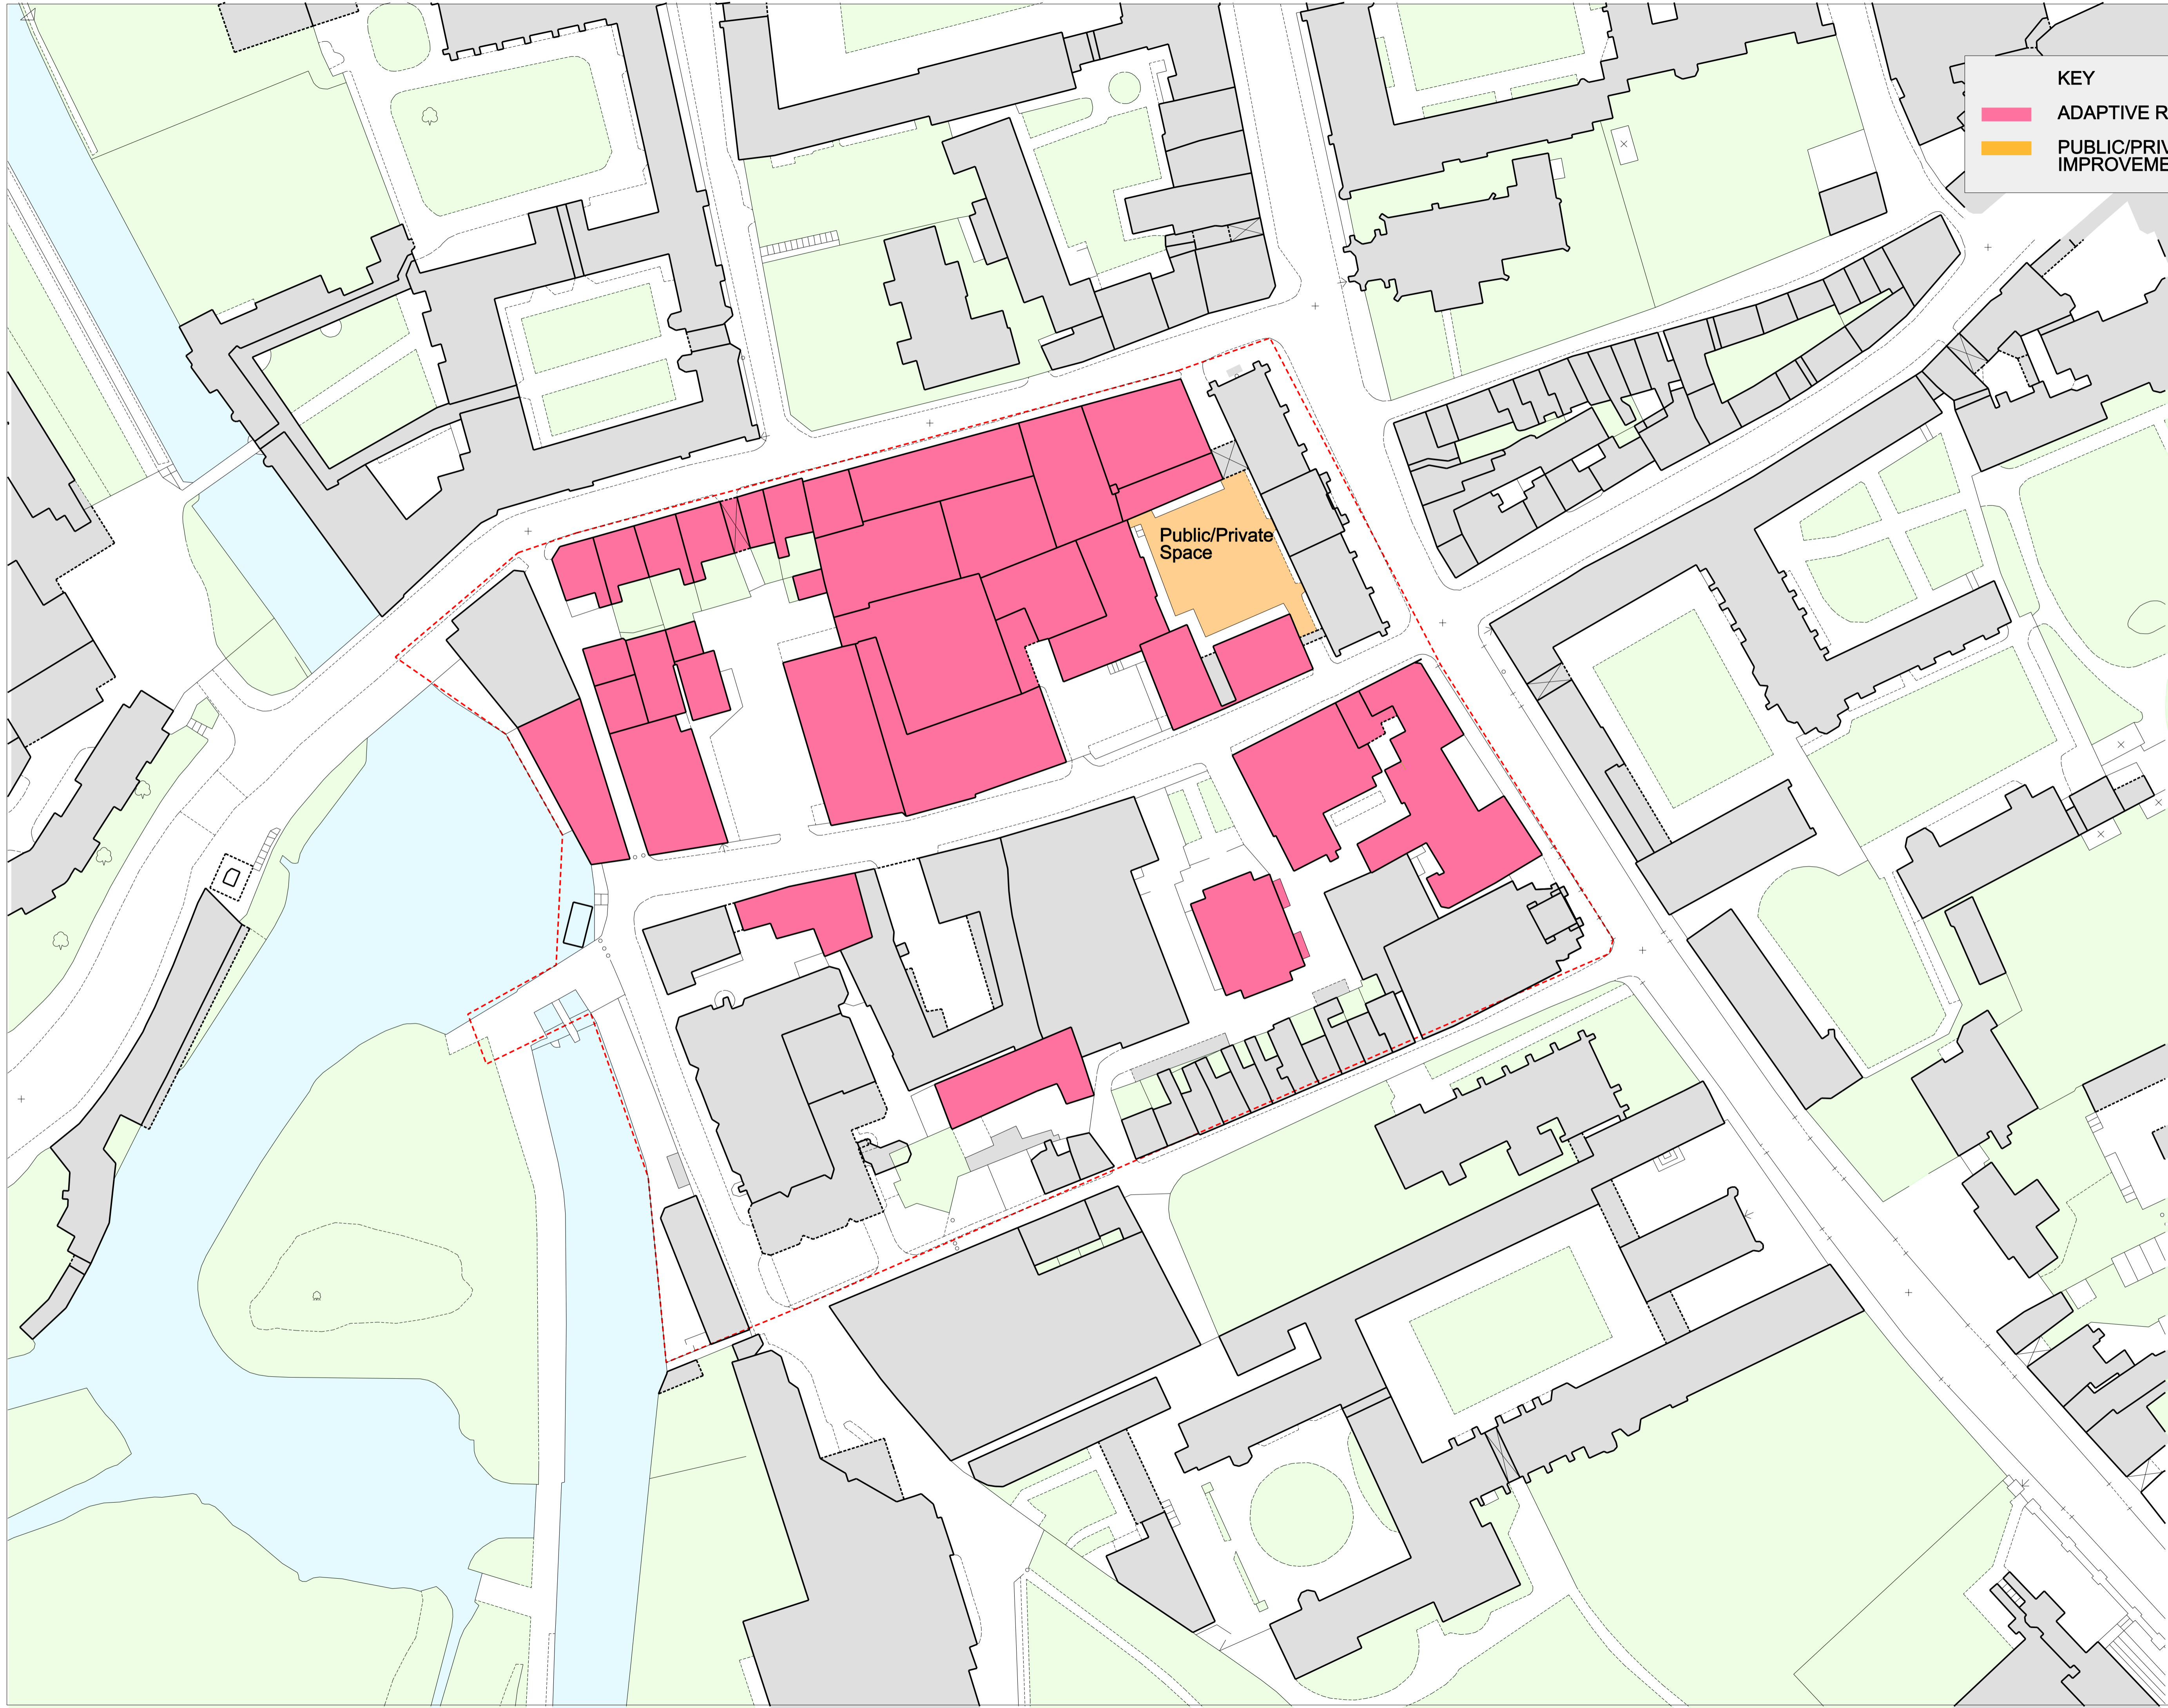 KEY
ADAPTIVE R
PUBLIC/PRIV
IMPROVEME
Public/Private
Space